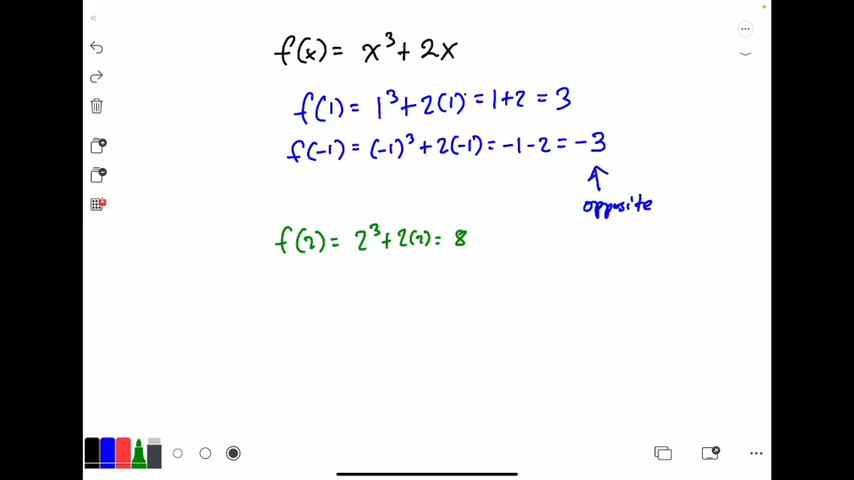 f(x) = x³ + 2x
f(1) = 1³ + 2(1) = 1 + 2 = 3
f(-1) = (-1)³ + 2(-1) = -1 - 2 = -3
opposite
f(2) = 2³ + 2(2) = 8